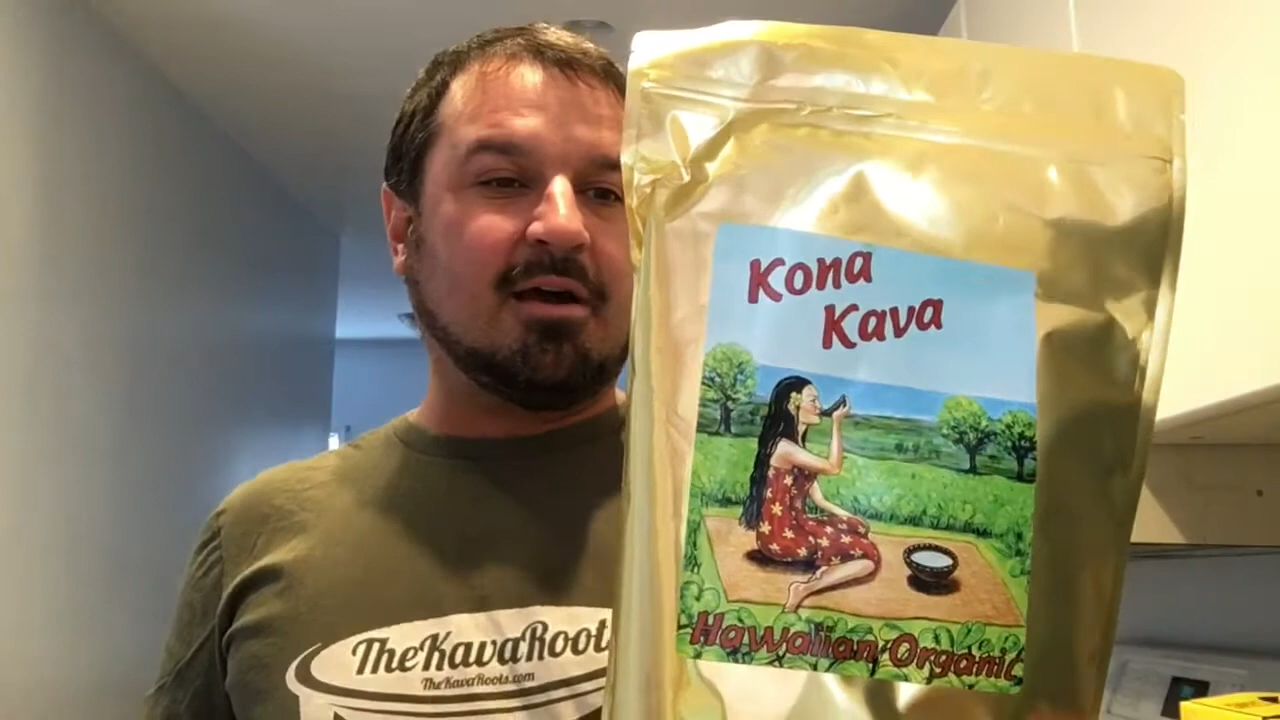 Kona
Kava
Hawaiian Organic
TheKavaRoots
TheKavaRoots.com